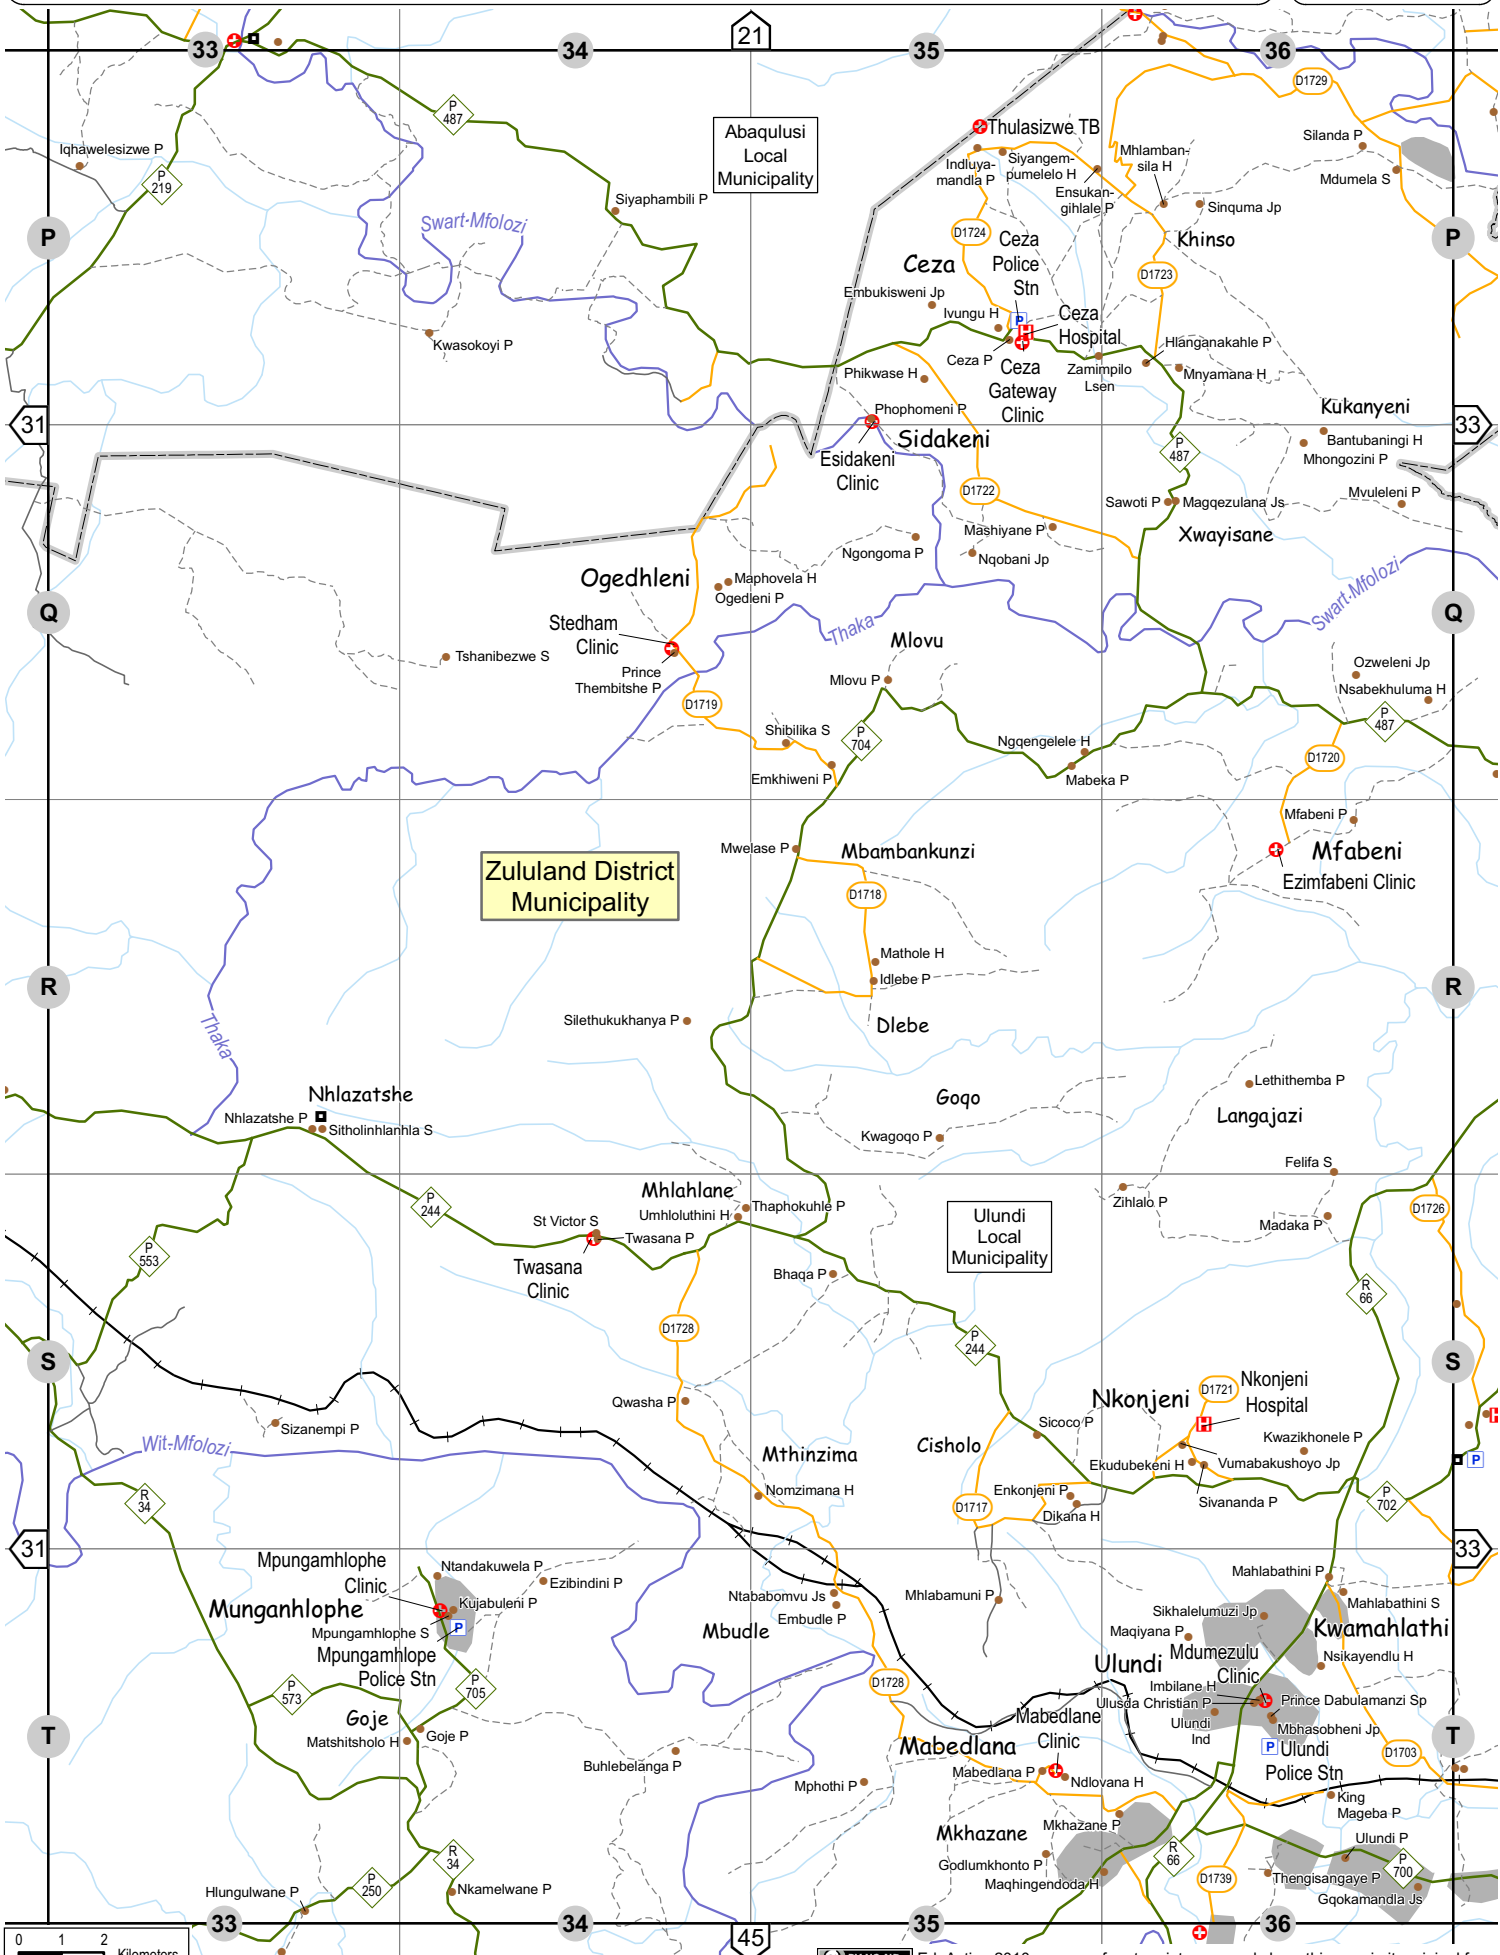 33
34
21
35
36
P
487
D1729
Abaqulusi
Local
Municipality
Thulasizwe TB
Silanda P
Iqhawelesizwe P
Indluya-
mandla P
Siyangem-
pumelelo H
Mhlamban-
sila H
Mdumela S
P
219
Ensukan-
gihlale P
Siyaphambili P
Sinquma Jp
Swart-Mfolozi
P
D1724
Khinso
P
Ceza
Police
Stn
Ceza
D1723
Embukisweni Jp
Ivungu H
P
H
Ceza
Hospital
Kwasokoyi P
Ceza P
Hlanganakahle P
Zamimpilo
Lsen
Phikwase H
Ceza
Gateway
Clinic
Mnyamana H
Phophomeni P
Kukanyeni
31
33
Sidakeni
Bantubaningi H
Mhongozini P
Esidakeni
Clinic
P
487
D1722
Mvuleleni P
Sawoti P
Magqezulana Js
Mashiyane P
Xwayisane
Ngongoma P
Nqobani Jp
Ogedhleni
Maphovela H
Ogedleni P
Swart-Mfolozi
Q
Q
Stedham
Clinic
Thaka
Mlovu
Tshanibezwe S
Prince
Thembitshe P
Mlovu P
Ozweleni Jp
Nsabekhuluma H
D1719
P
487
Shibilika S
P
704
Ngqengelele H
D1720
Emkhiweni P
Mabeka P
Mfabeni P
Mwelase P
Mbambankunzi
Mfabeni
Zululand District
Municipality
Ezimfabeni Clinic
D1718
Mathole H
R
Idlebe P
R
Silethukukhanya P
Dlebe
Thaka
Lethithemba P
Nhlazatshe
Goqo
Langajazi
Nhlazatshe P
Sitholinhlanhla S
Kwagoqo P
Felifa S
Mhlahlane
Zihlalo P
P
244
Thaphokuhle P
Umhloluthini H
D1726
St Victor S
Ulundi
Local
Municipality
Madaka P
Twasana P
P
553
Twasana
Clinic
Bhaqa P
R
66
D1728
P
244
S
S
Nkonjeni
D1721
Nkonjeni
Hospital
Qwasha P
H
H
Sizanempi P
Sicoco P
Wit-Mfolozi
Mthinzima
Cisholo
Kwazikhonele P
Ekudubekeni H
Vumabakushoyo Jp
P
R
34
Nomzimana H
D1717
Enkonjeni P
Dikana H
Sivananda P
P
702
31
33
Mpungamhlophe
Clinic
Ntandakuwela P
Mahlabathini P
Ezibindini P
Ntababomvu Js
Mhlabamuni P
Mahlabathini S
Munganhlophe
Kujabuleni P
Embudle P
Sikhalelumuzi Jp
Mpungamhlophe S
P
Mbudle
Maqiyana P
Kwamahlathi
Mpungamhlope
Police Stn
Mdumezulu
Clinic
Nsikayendlu H
Ulundi
P
573
P
705
D1728
Imbilane H
Ulusda Christian P
Prince Dabulamanzi Sp
Goje
Mabedlane
Clinic
Ulundi
Ind
Mbhasobheni Jp
T
Matshitsholo H
Goje P
Mabedlana
P
Ulundi
Police Stn
D1703
T
Buhlebelanga P
Mabedlana P
Ndlovana H
Mphothi P
King
Mageba P
Mkhazane P
Mkhazane
R
66
Ulundi P
R
34
Godlumkhonto P
P
700
Hlungulwane P
P
250
Nkamelwane P
Maqhingendoda H
D1739
Thengisangaye P
Gqokamandla Js
33
34
45
35
36
0 1 2